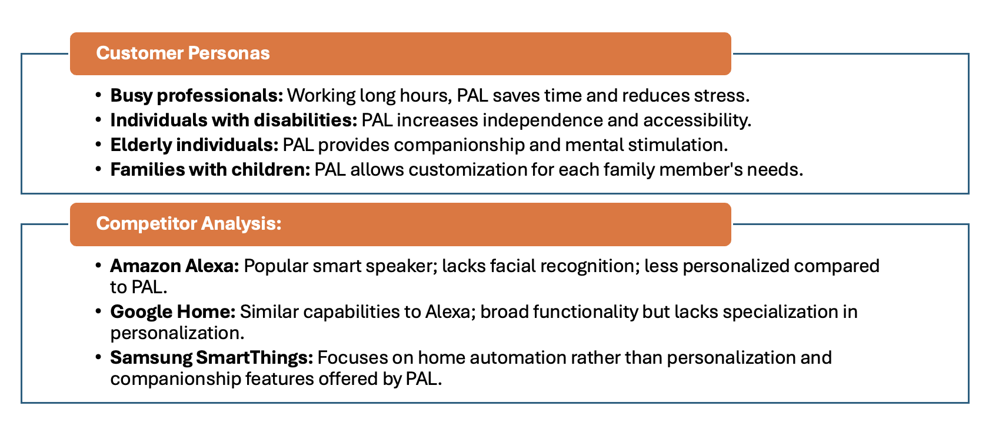 Customer Personas
• Busy professionals: Working long hours, PAL saves time and reduces stress.
• Individuals with disabilities: PAL increases independence and accessibility.
• Elderly individuals: PAL provides companionship and mental stimulation.
• Families with children: PAL allows customization for each family member's needs.
Competitor Analysis:
• Amazon Alexa: Popular smart speaker; lacks facial recognition; less personalized compared
to PAL.
• Google Home: Similar capabilities to Alexa; broad functionality but lacks specialization in
personalization.
• Samsung SmartThings: Focuses on home automation rather than personalization and
companionship features offered by PAL.